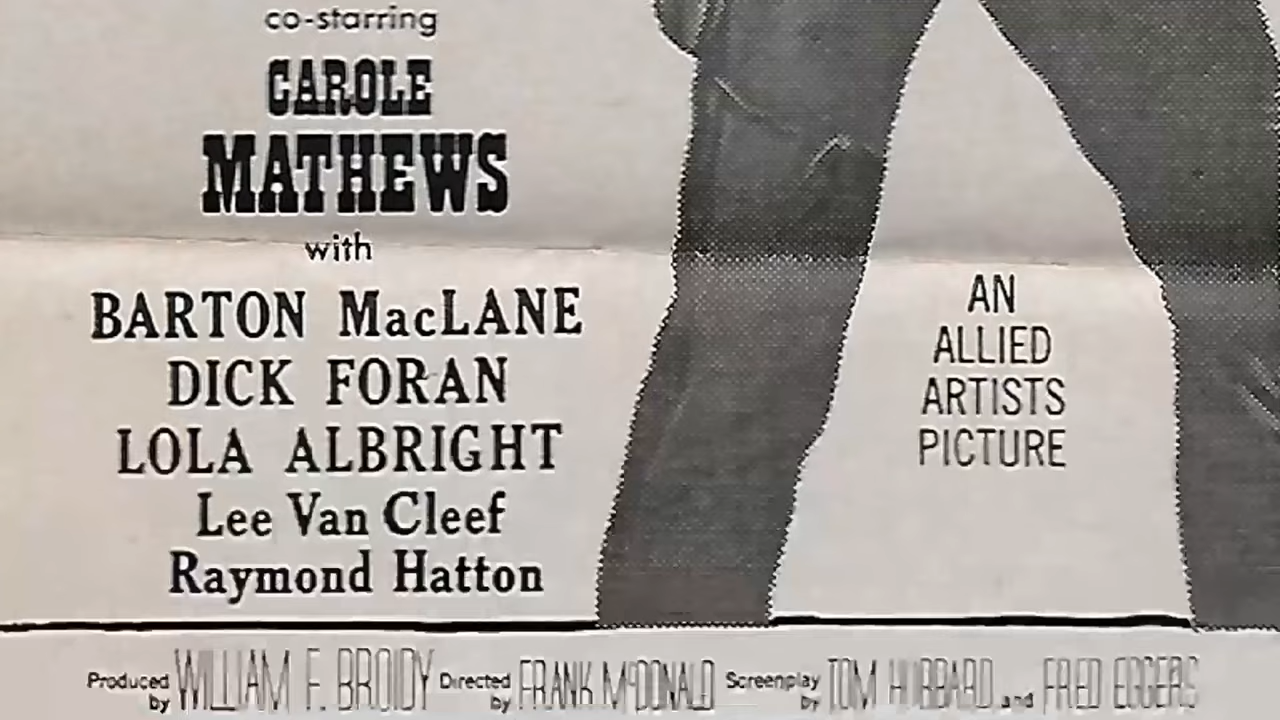 co-starring
CAROLE
MATHEWS
with
BARTON MacLANE
DICK FORAN
LOLA ALBRIGHT
Lee Van Cleef
Raymond Hatton
AN
ALLIED
ARTISTS
PICTURE
Produced by WILLIAM F. BROIDY Directed by FRANK McDONALD Screenplay by TOM HUBBARD and FRED EGGERS